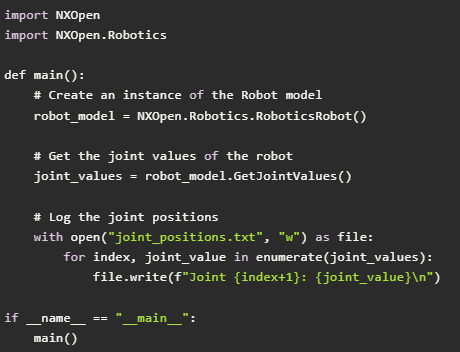 import NXOpen
import NXOpen.Robotics

def main():
    # Create an instance of the Robot model
    robot_model = NXOpen.Robotics.RoboticsRobot()

    # Get the joint values of the robot
    joint_values = robot_model.GetJointValues()

    # Log the joint positions
    with open("joint_positions.txt", "w") as file:
        for index, joint_value in enumerate(joint_values):
            file.write(f"Joint {index+1}: {joint_value}\n")

if __name__ == "__main__":
    main()